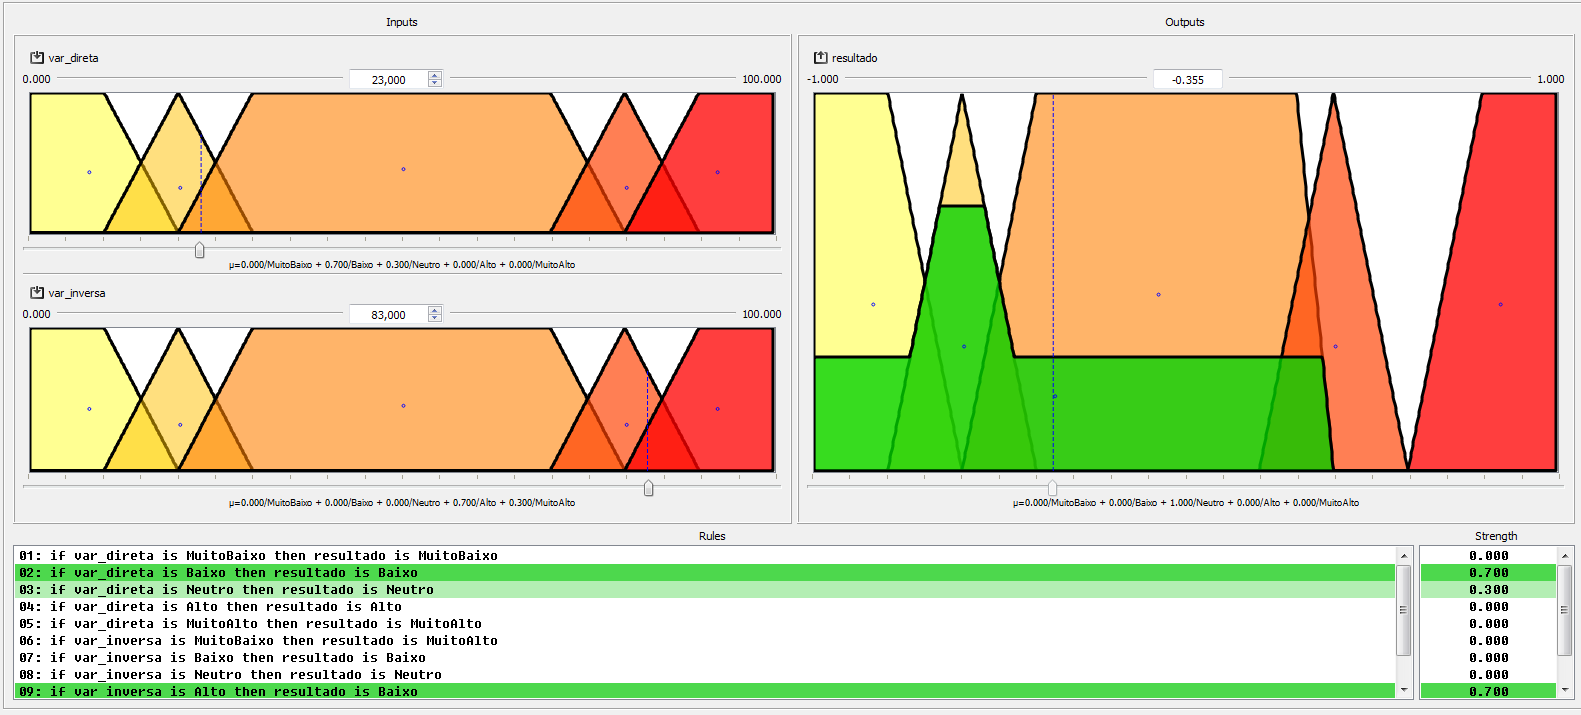 Inputs
Outputs
var_direta
0.000
23,000
100.000
μ=0.000/MuitoBaixo + 0.700/Baixo + 0.300/Neutro + 0.000/Alto + 0.000/MuitoAlto
var_inversa
0.000
83,000
100.000
μ=0.000/MuitoBaixo + 0.000/Baixo + 0.000/Neutro + 0.700/Alto + 0.300/MuitoAlto
resultado
-1.000
-0.355
1.000
μ=0.000/MuitoBaixo + 0.000/Baixo + 1.000/Neutro + 0.000/Alto + 0.000/MuitoAlto
Rules
Strength
01: if var_direta is MuitoBaixo then resultado is MuitoBaixo 0.000
02: if var_direta is Baixo then resultado is Baixo 0.700
03: if var_direta is Neutro then resultado is Neutro 0.300
04: if var_direta is Alto then resultado is Alto 0.000
05: if var_direta is MuitoAlto then resultado is MuitoAlto 0.000
06: if var_inversa is MuitoBaixo then resultado is MuitoAlto 0.000
07: if var_inversa is Baixo then resultado is Baixo 0.000
08: if var_inversa is Neutro then resultado is Neutro 0.000
09: if var_inversa is Alto then resultado is Baixo 0.700